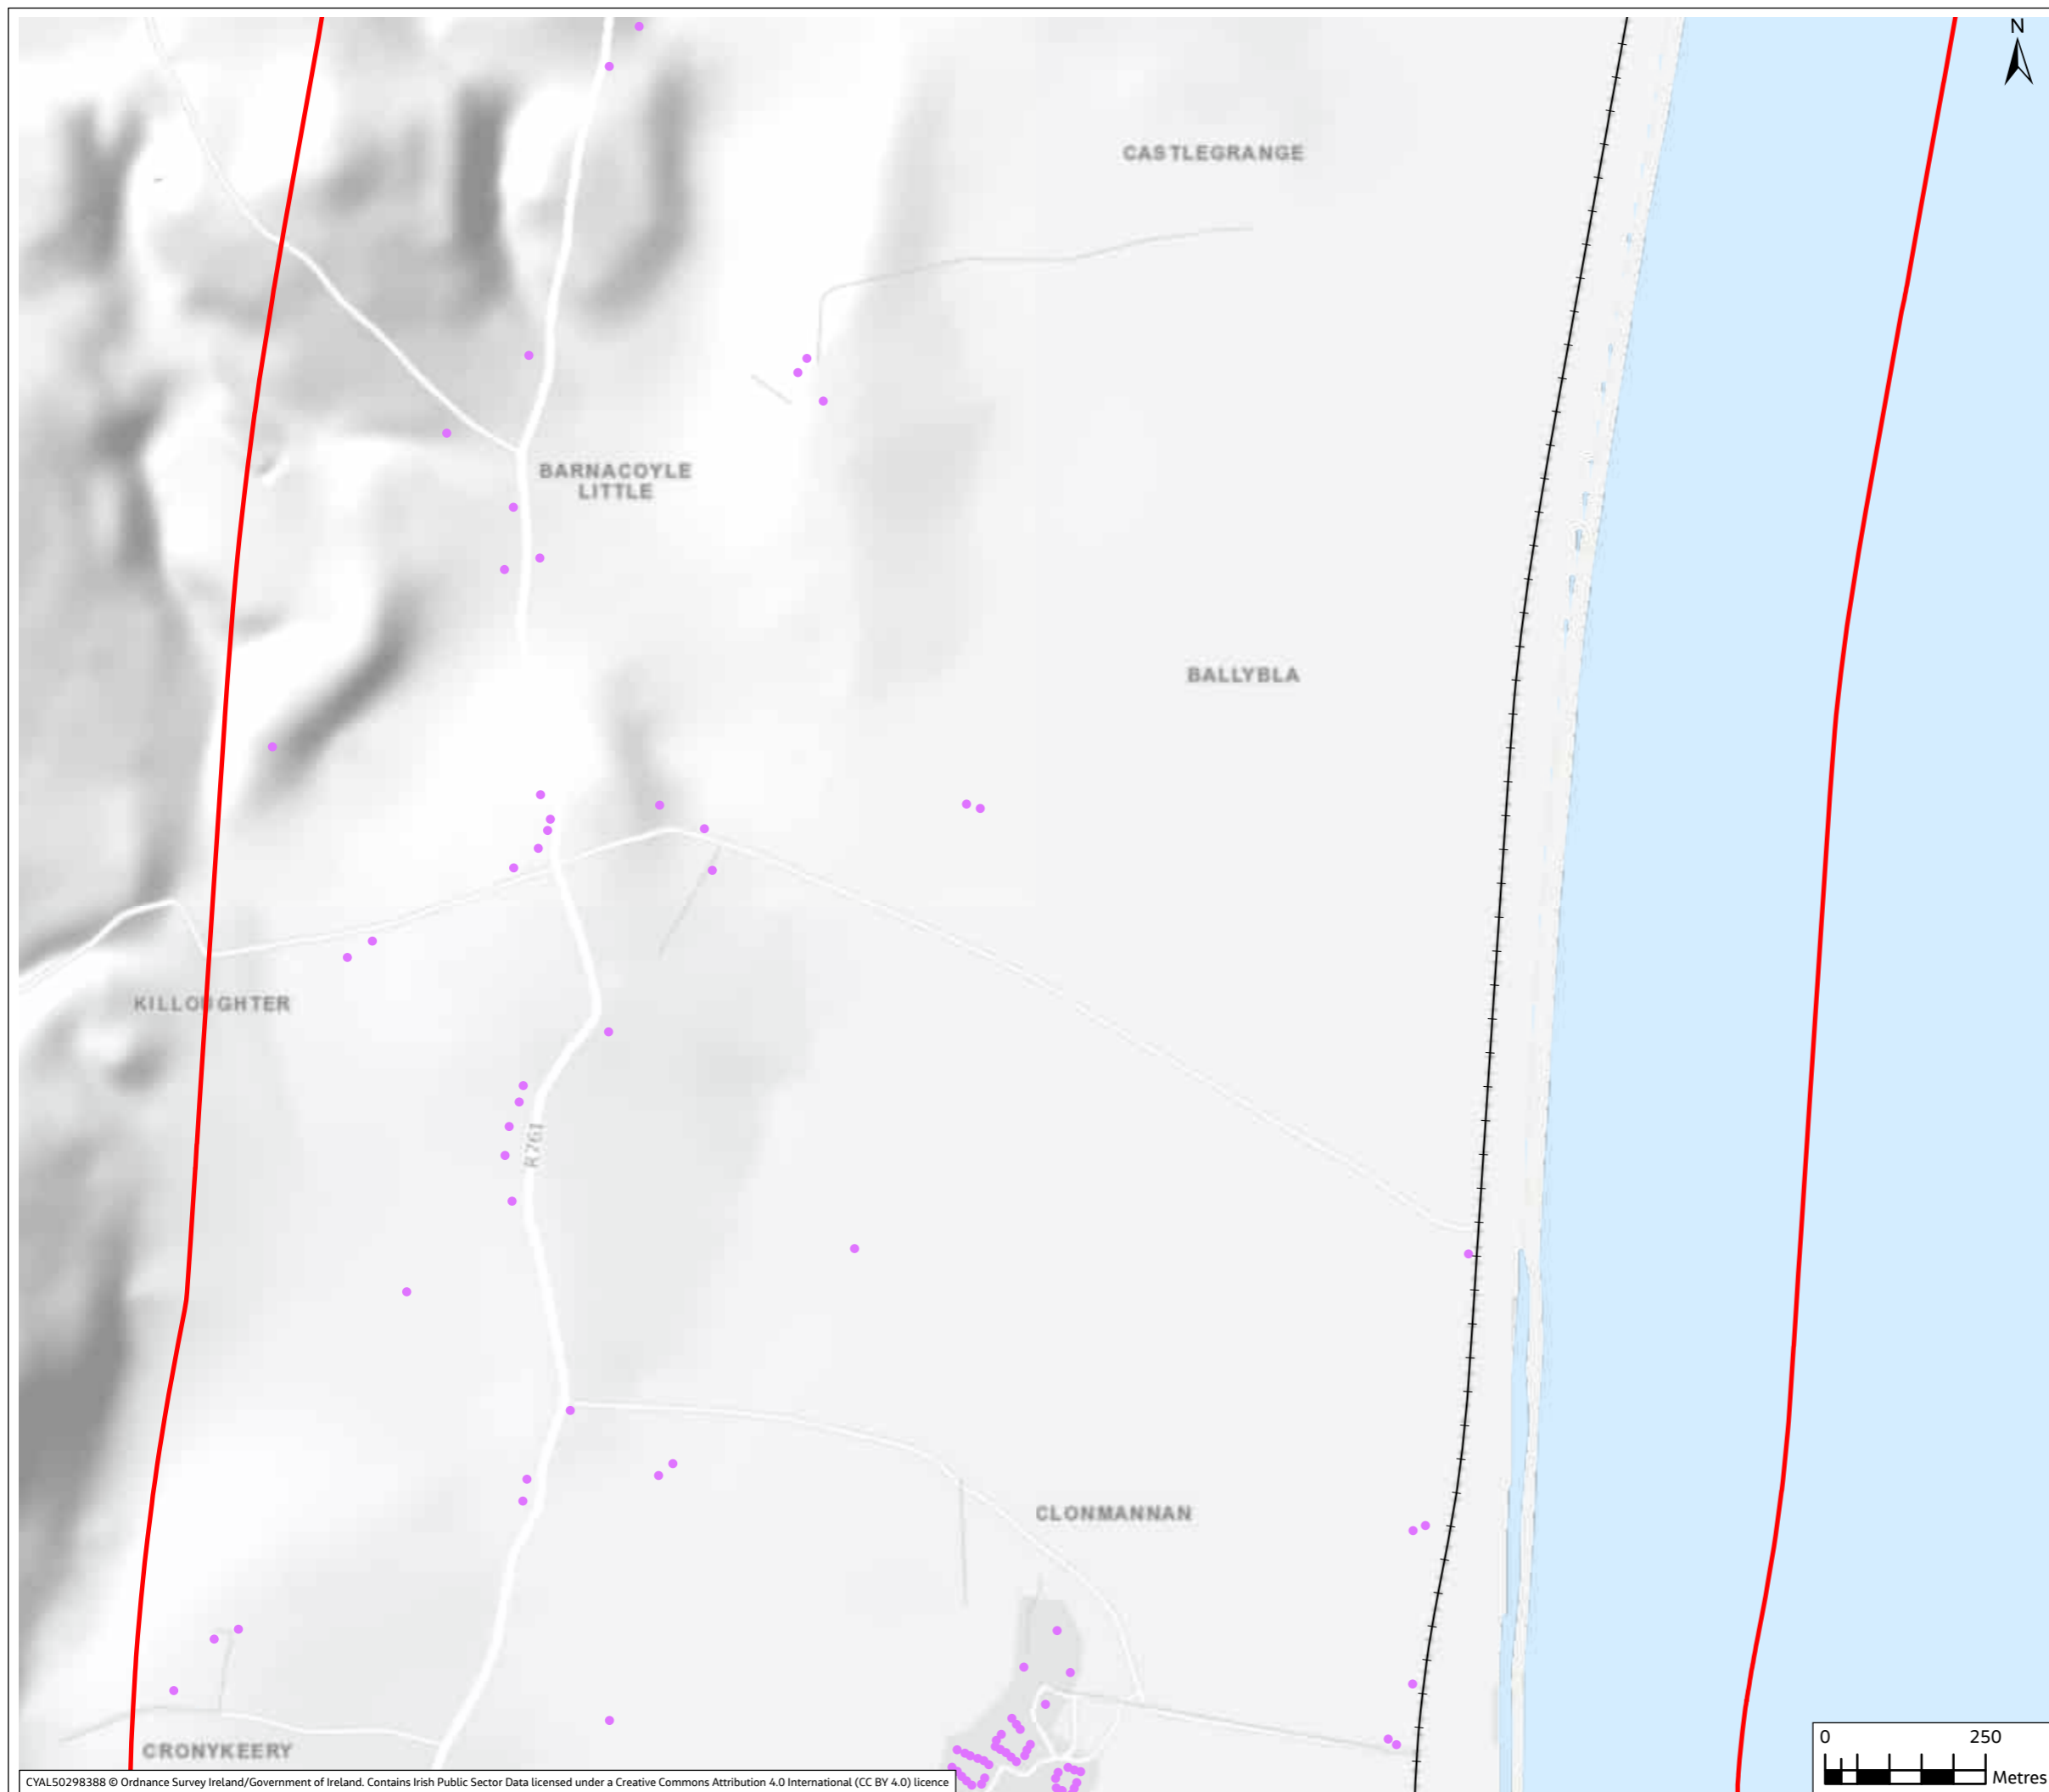 N
CASTLEGRANGE
BARNACOYLE
LITTLE
BALLYBLA
KILLOUGHTER
R761
CLONMANNAN
CRONYKEERY
0 250
Metres
CYAL50298388 © Ordnance Survey Ireland/Government of Ireland. Contains Irish Public Sector Data licensed under a Creative Commons Attribution 4.0 International (CC BY 4.0) licence